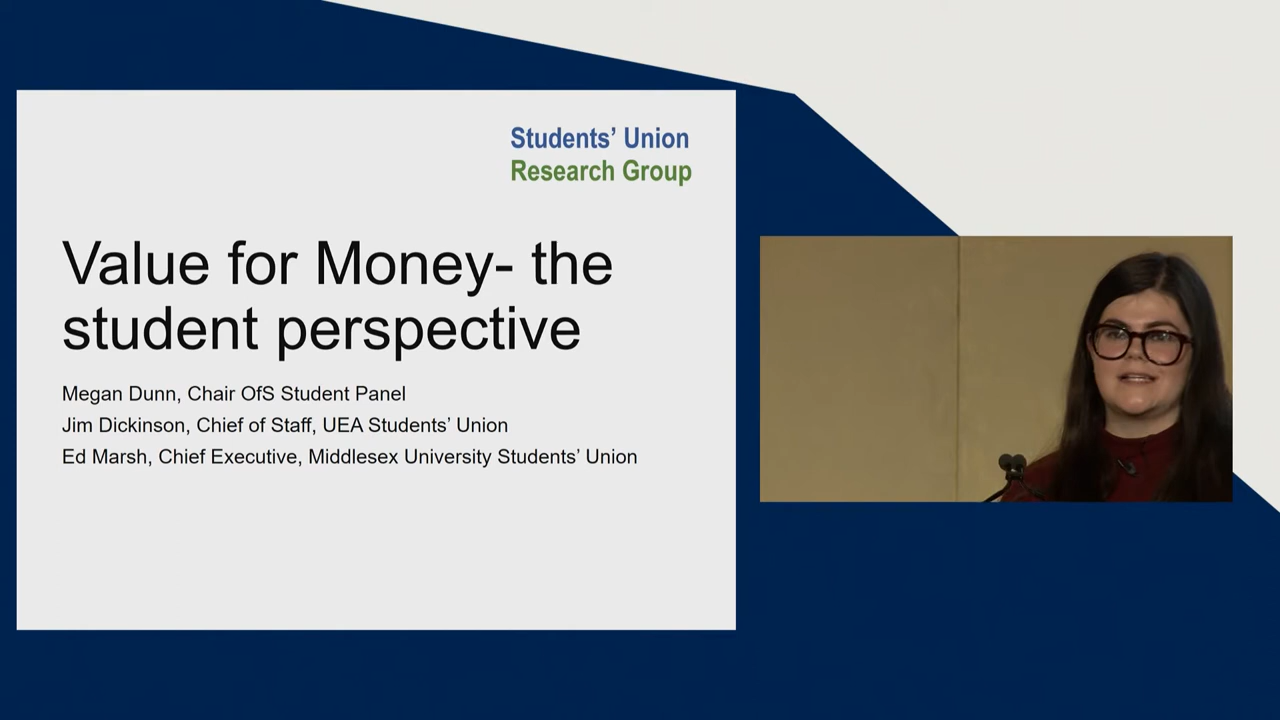 Students’ Union
Research Group
Value for Money- the
student perspective
Megan Dunn, Chair OfS Student Panel
Jim Dickinson, Chief of Staff, UEA Students’ Union
Ed Marsh, Chief Executive, Middlesex University Students’ Union